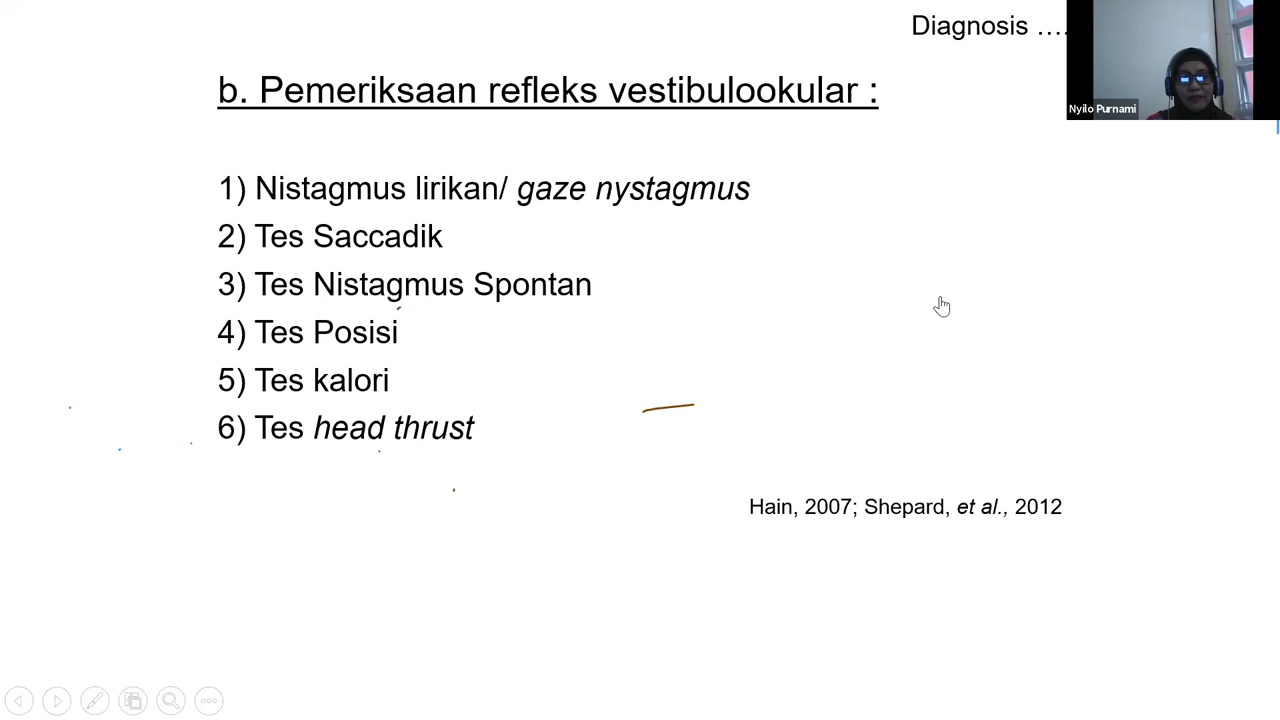 Diagnosis ….
Nyilo Purnami
b. Pemeriksaan refleks vestibulookular :
1) Nistagmus lirikan/ gaze nystagmus
2) Tes Saccadik
3) Tes Nistagmus Spontan
4) Tes Posisi
5) Tes kalori
6) Tes head thrust
Hain, 2007; Shepard, et al., 2012